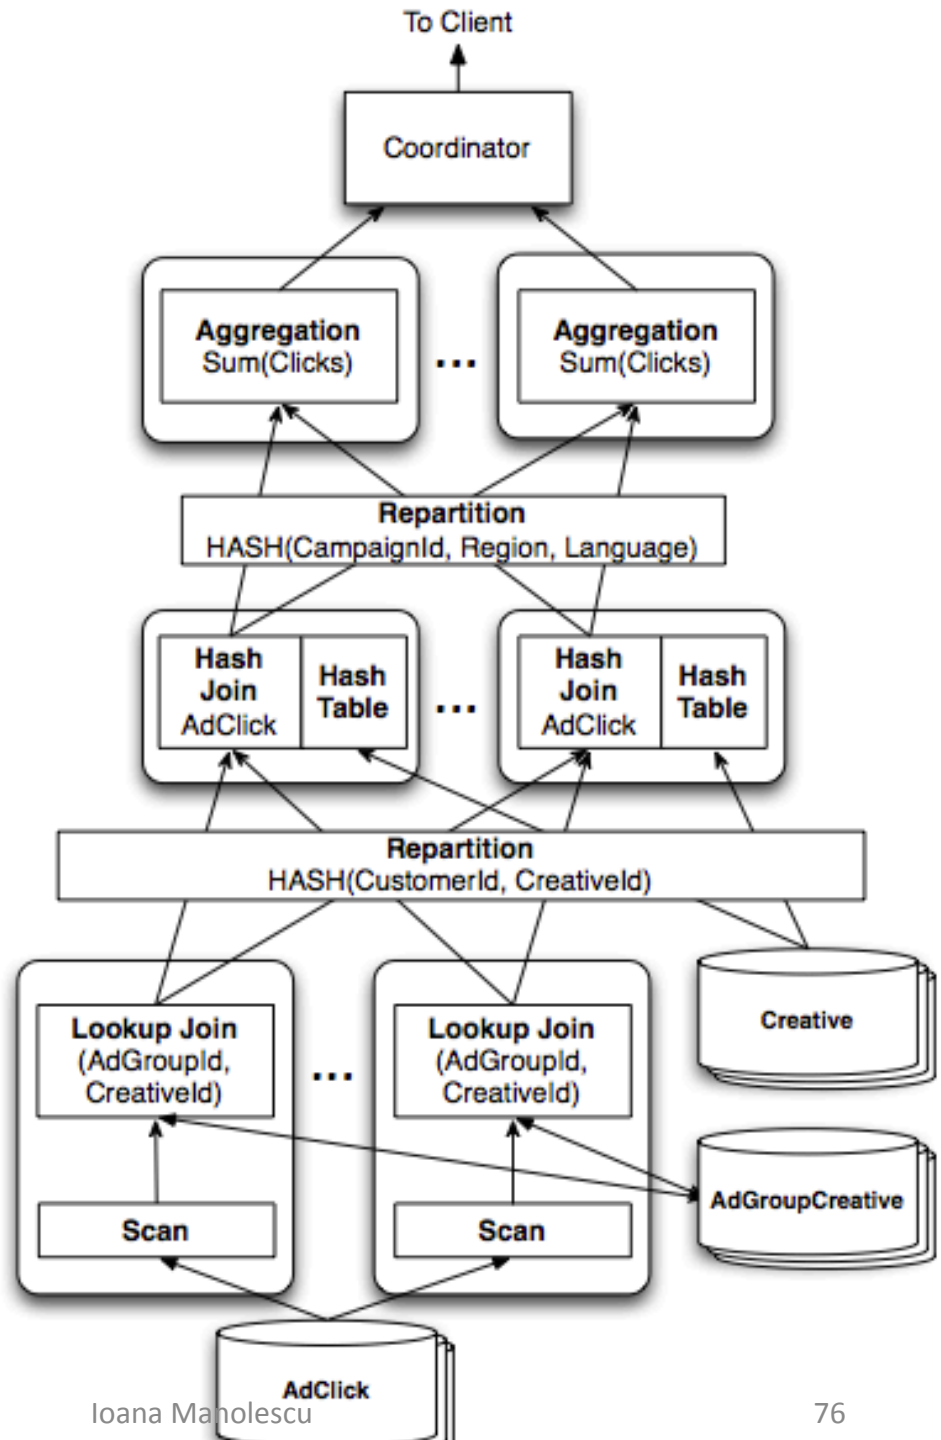 To Client
Coordinator
Aggregation
Sum(Clicks)
...
Aggregation
Sum(Clicks)
Repartition
HASH(CampaignId, Region, Language)
Hash
Join
AdClick
Hash
Table
...
Hash
Join
AdClick
Hash
Table
Repartition
HASH(CustomerId, CreativeId)
Lookup Join
(AdGroupId,
CreativeId)
...
Lookup Join
(AdGroupId,
CreativeId)
Creative
AdGroupCreative
Scan
Scan
AdClick
Ioana Manolescu
76